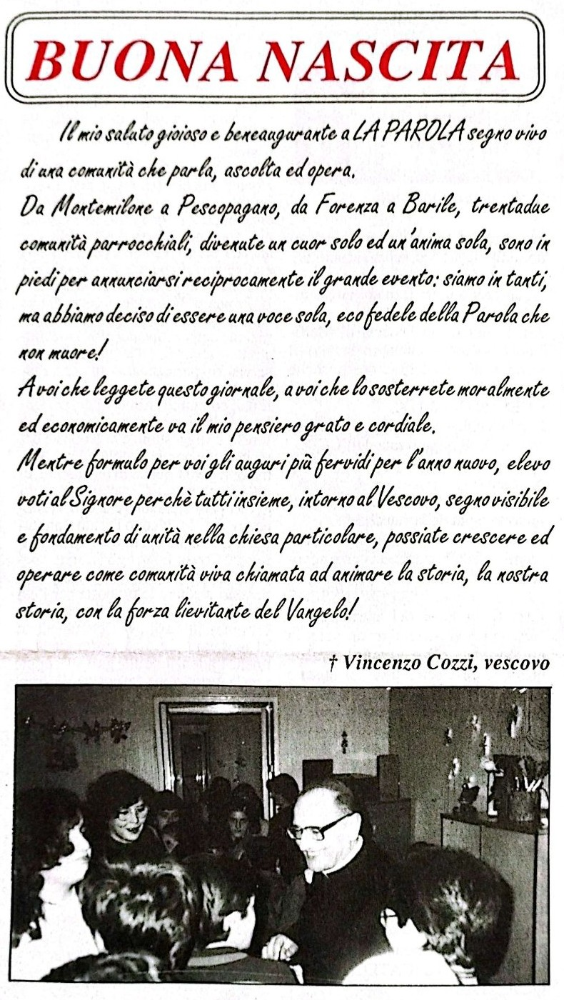 BUONA NASCITA
Il mio saluto gioioso e beneaugurante a LA PAROLA segno vivo
di una comunità che parla, ascolta ed opera.
Da Montemilone a Pescopagano, da Forenza a Barile, trentadue
comunità parrocchiali, divenute un cuor solo ed un'anima sola, sono in
piedi per annunciarsi reciprocamente il grande evento: siamo in tanti,
ma abbiamo deciso di essere una voce sola, eco fedele della Parola che
non muore!
A voi che leggete questo giornale, a voi che lo sosterrete moralmente
ed economicamente va il mio pensiero grato e cordiale.
Mentre formulo per voi gli auguri più fervidi per l'anno nuovo, elevo
voti al Signore perchè tutti insieme, intorno al Vescovo, segno visibile
e fondamento di unità nella chiesa particolare, possiate crescere ed
operare come comunità viva chiamata ad animare la storia, la nostra
storia, con la forza lievitante del Vangelo!
† Vincenzo Cozzi, vescovo